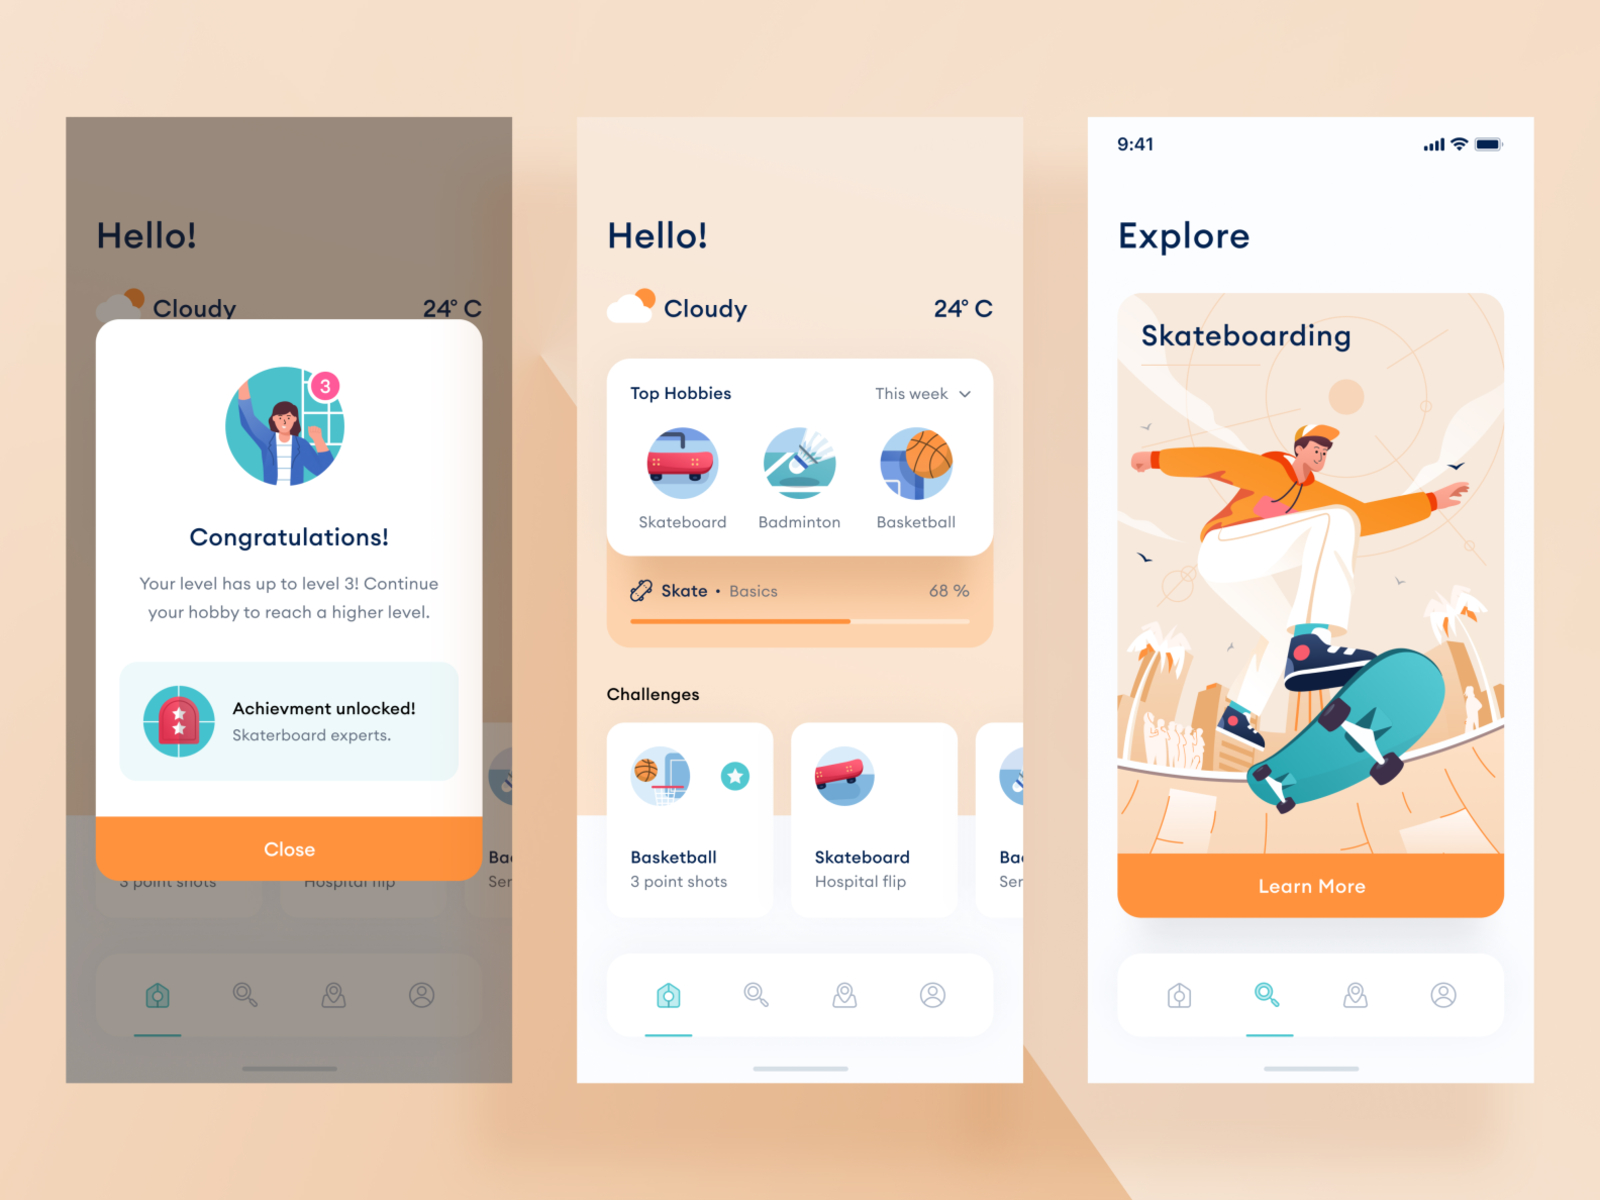 Hello!
Cloudy
24° C
3
Congratulations!
Your level has up to level 3! Continue
your hobby to reach a higher level.
Achievment unlocked!
Skaterboard experts.
Close
3 point shots
Hospital flip
Bac
Ser
Hello!
Cloudy
24° C
Top Hobbies
This week
Skateboard
Badminton
Basketball
Skate • Basics
68 %
Challenges
Basketball
3 point shots
Skateboard
Hospital flip
Bac
Ser
9:41
Explore
Skateboarding
Learn More